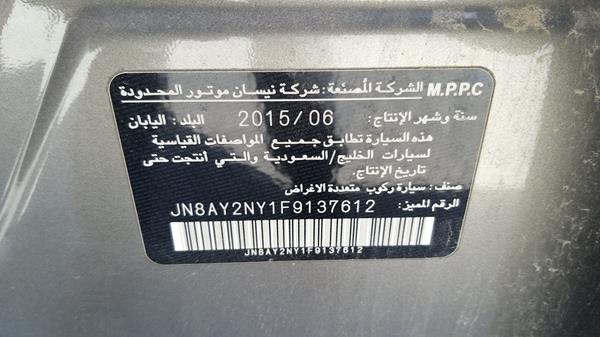 M.P.P.C الشركة المصنعة: شركة نيسان موتور المحدودة
سنة وشهر الإنتاج: 2015/06 البلد: اليابان
هذه السيارة تطابق جميع المواصفات القياسية
لسيارات الخليج/السعودية والتي أنتجت حتى
تاريخ الإنتاج.
صنف: سيارة ركوب متعددة الاغراض
الرقم المميز: JN8AY2NY1F9137612
JN8AY2NY1F9137612